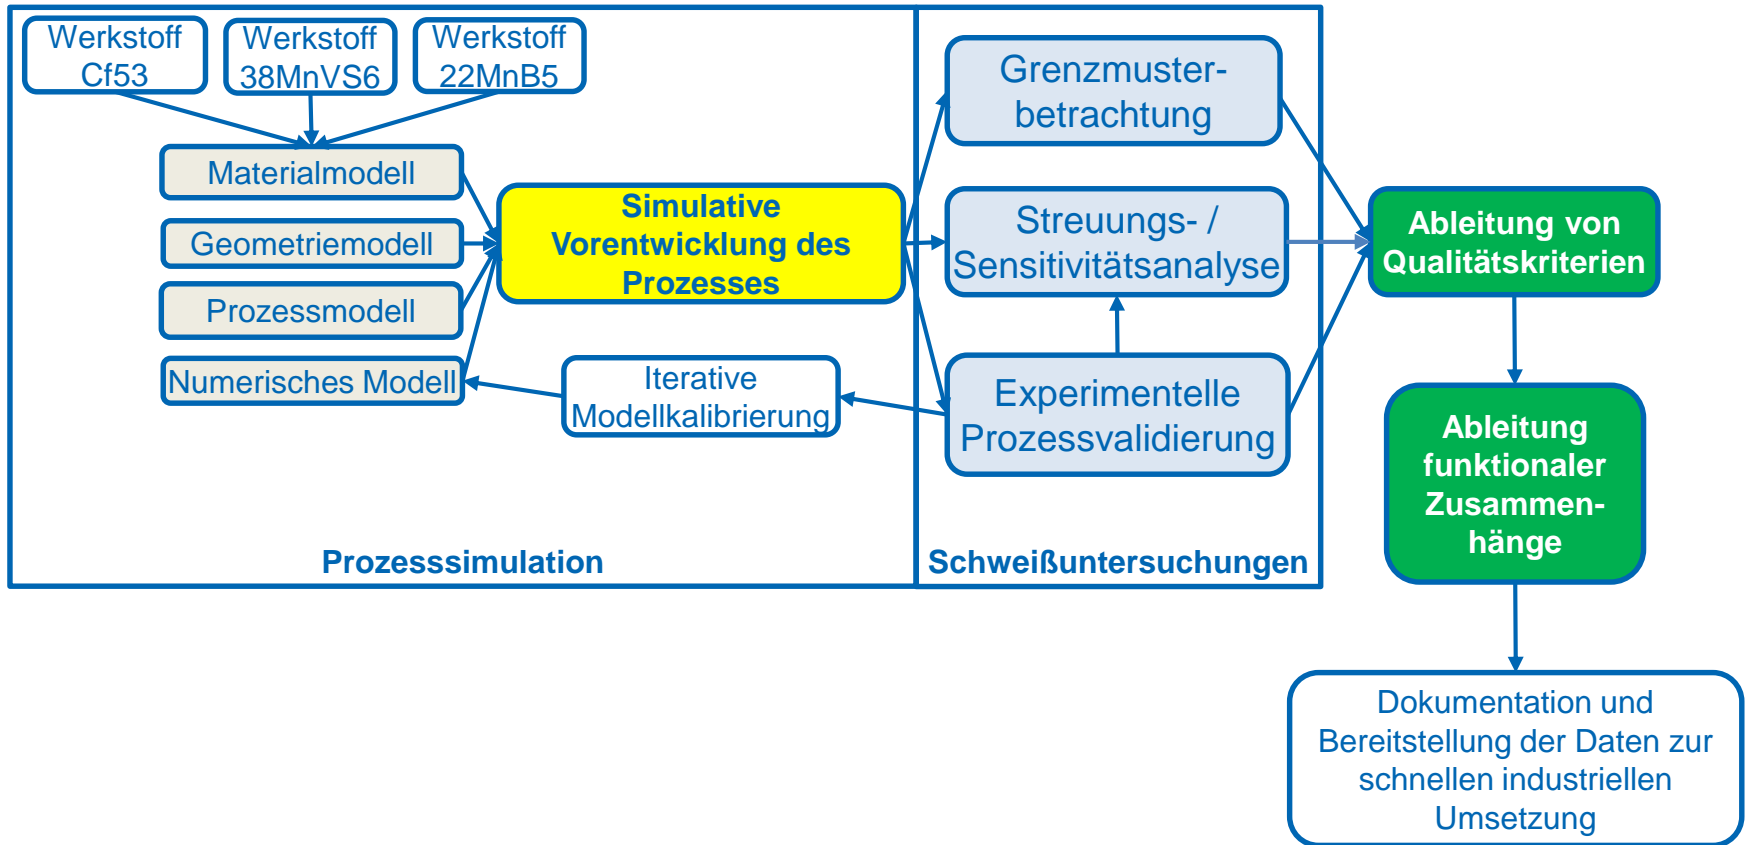 Werkstoff
Cf53
Werkstoff
38MnVS6
Werkstoff
22MnB5
Materialmodell
Geometriemodell
Prozessmodell
Numerisches Modell
Simulative
Vorentwicklung des
Prozesses
Iterative
Modellkalibrierung
Prozesssimulation
Grenzmuster-
betrachtung
Streuungs- /
Sensitivitätsanalyse
Experimentelle
Prozessvalidierung
Schweißuntersuchungen
Ableitung von
Qualitätskriterien
Ableitung
funktionaler
Zusammen-
hänge
Dokumentation und
Bereitstellung der Daten zur
schnellen industriellen
Umsetzung